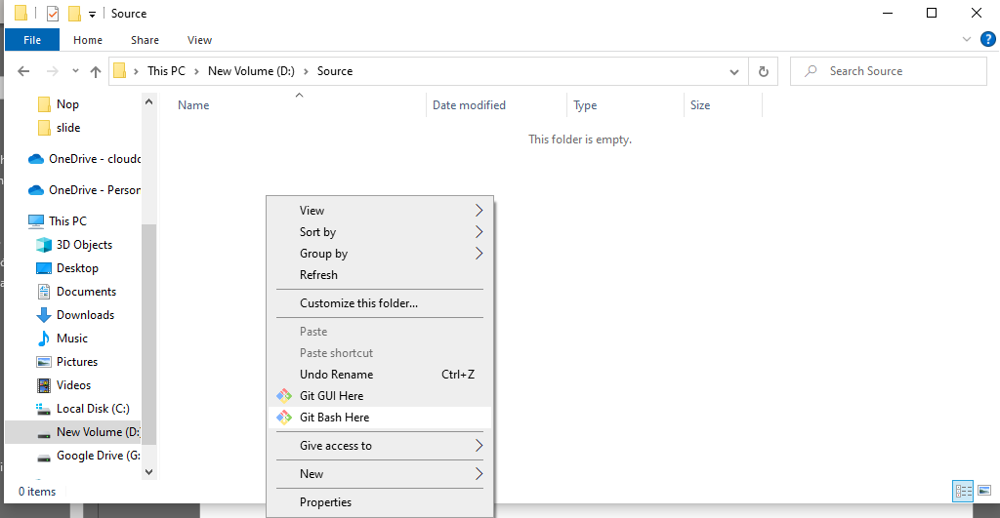 Source
File Home Share View
This PC New Volume (D:) Source
Search Source
Name Date modified Type Size
This folder is empty.
Nop
slide
OneDrive - cloudc
OneDrive - Person
This PC
3D Objects
Desktop
Documents
Downloads
Music
Pictures
Videos
Local Disk (C:)
New Volume (D:
Google Drive (G:
View
Sort by
Group by
Refresh
Customize this folder...
Paste
Paste shortcut
Undo Rename Ctrl+Z
Git GUI Here
Git Bash Here
Give access to
New
Properties
0 items